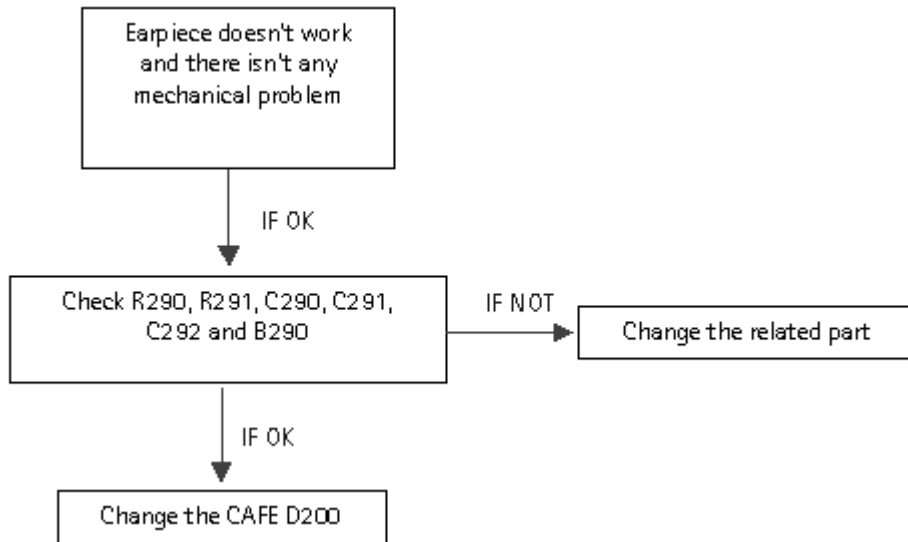 Earpiece doesn't work
and there isn't any
mechanical problem
IF OK
Check R290, R291, C290, C291,
C292 and B290
IF NOT
Change the related part
IF OK
Change the CAFE D200